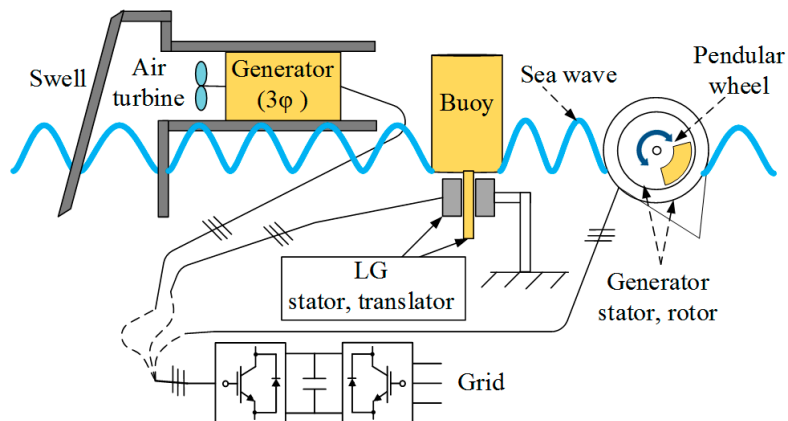 Swell
Air
turbine
Generator
(3φ )
Buoy
Sea wave
Pendular
wheel
LG
stator, translator
Generator
stator, rotor
Grid